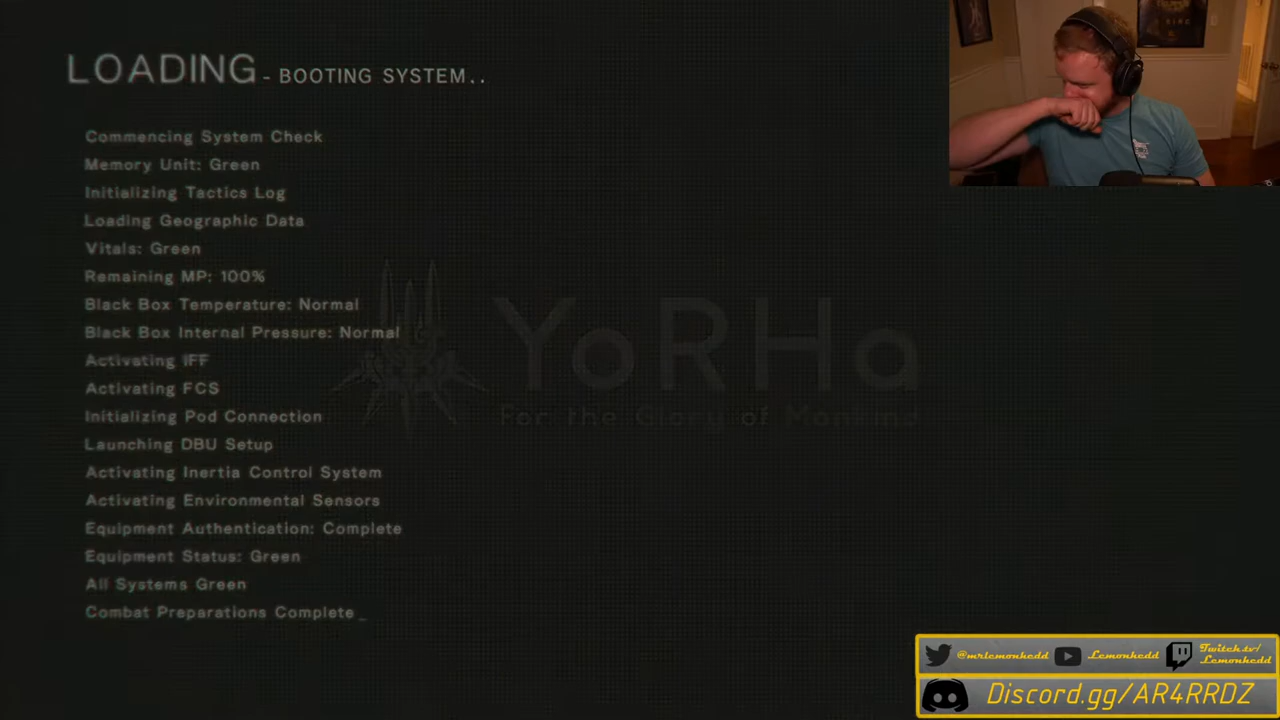 LOADING - BOOTING SYSTEM..
Commencing System Check
Memory Unit: Green
Initializing Tactics Log
Loading Geographic Data
Vitals: Green
Remaining MP: 100%
Black Box Temperature: Normal
Black Box Internal Pressure: Normal
Activating IFF
Activating FCS
Initializing Pod Connection
Launching DBU Setup
Activating Inertia Control System
Activating Environmental Sensors
Equipment Authentication: Complete
Equipment Status: Green
All Systems Green
Combat Preparations Complete _
YoRHa
For the Glory of Mankind
@mrlemonhedd Lemonhedd Twitch.tv/
Lemonhedd
Discord.gg/AR4RRDZ